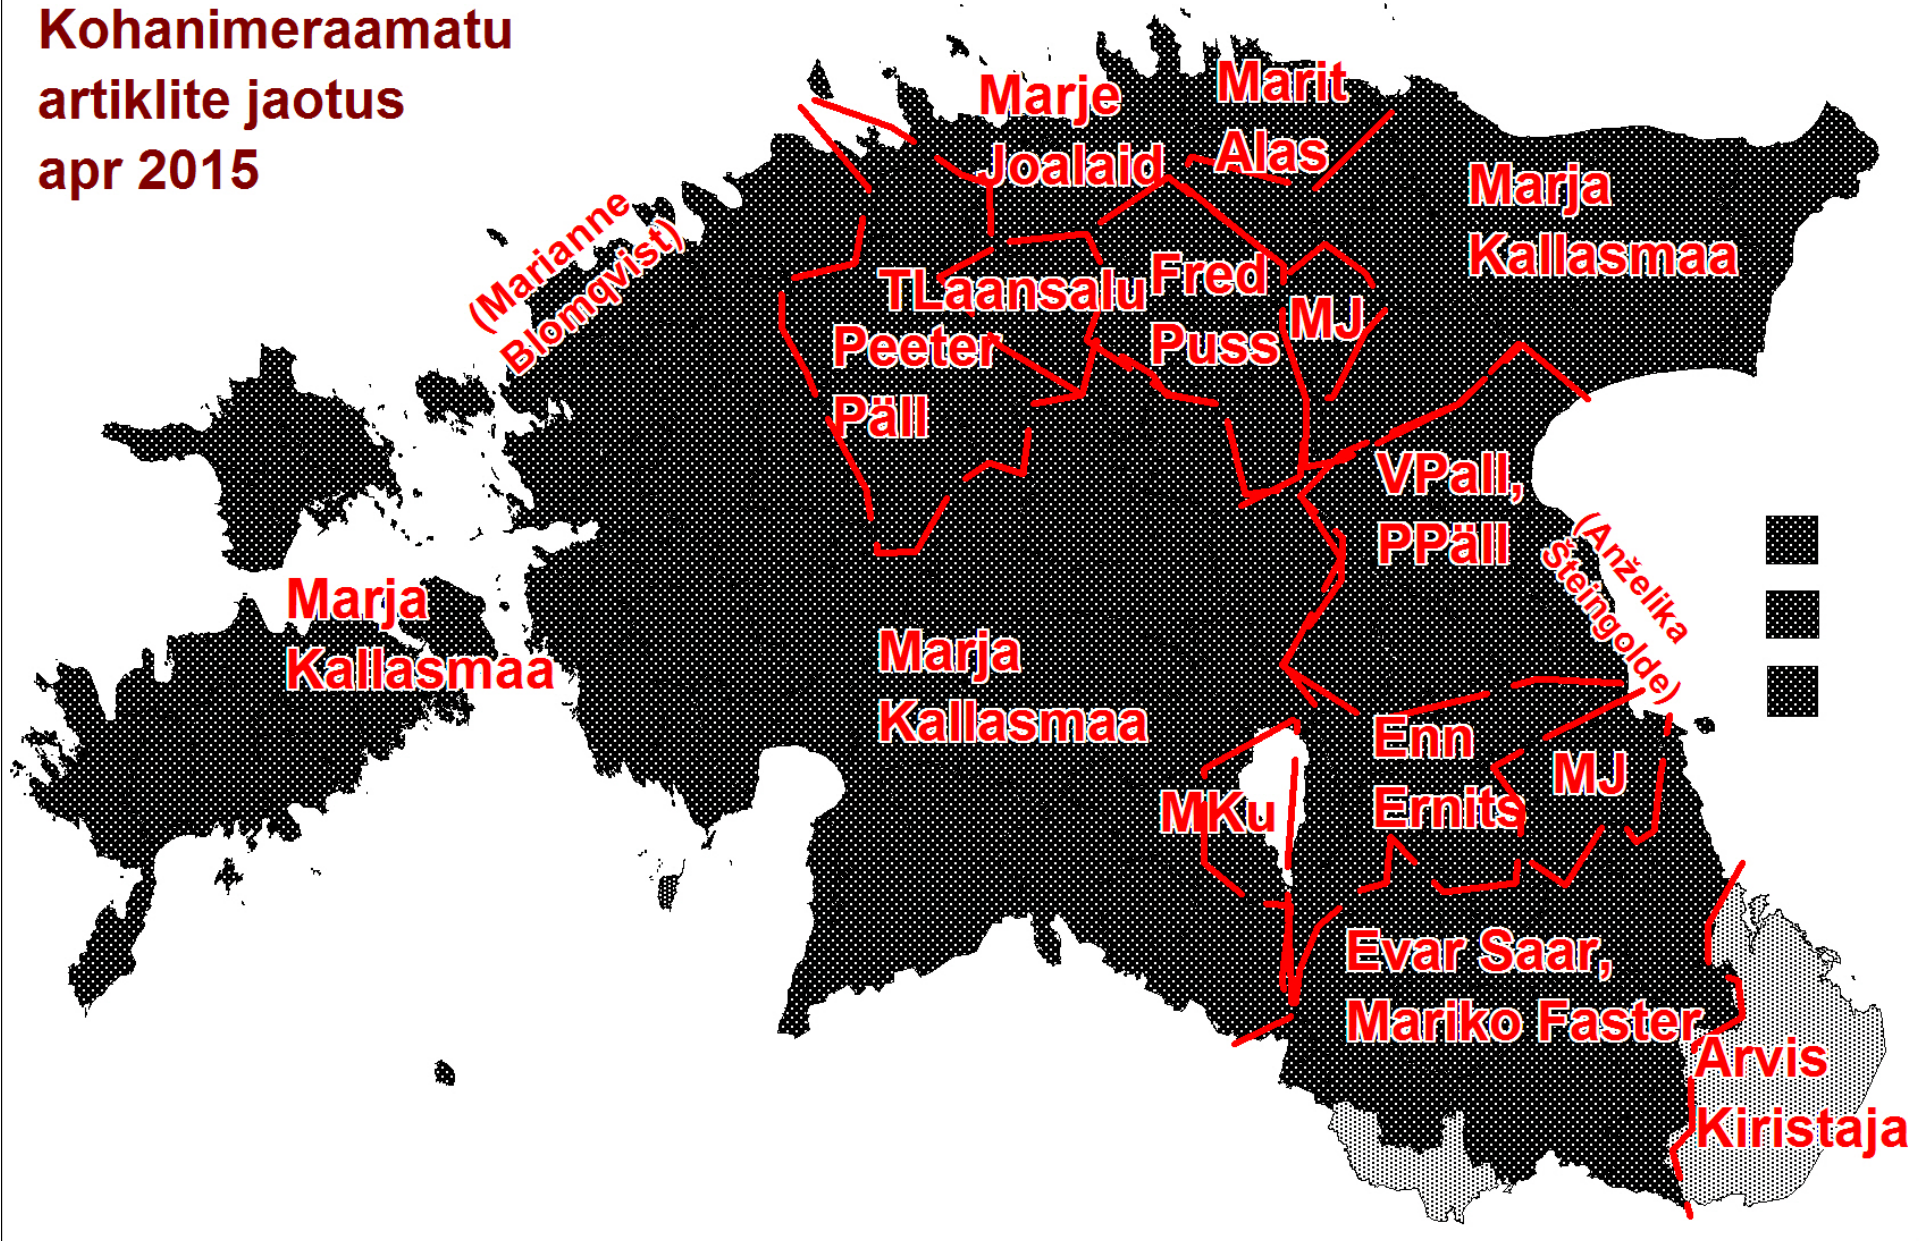 Kohanimeraamatu
artiklite jaotus
apr 2015
Marje
Joalaid
Marit
Alas
Marja
Kallasmaa
(Marianne
Blomqvist)
TLaansalu
Fred
Puss
MJ
Peeter
Päll
VPall,
PPäll
(Anželika
Šteingolde)
Marja
Kallasmaa
Marja
Kallasmaa
Enn
Ernits
MJ
MKu
Evar Saar,
Mariko Faster
Arvis
Kiristaja